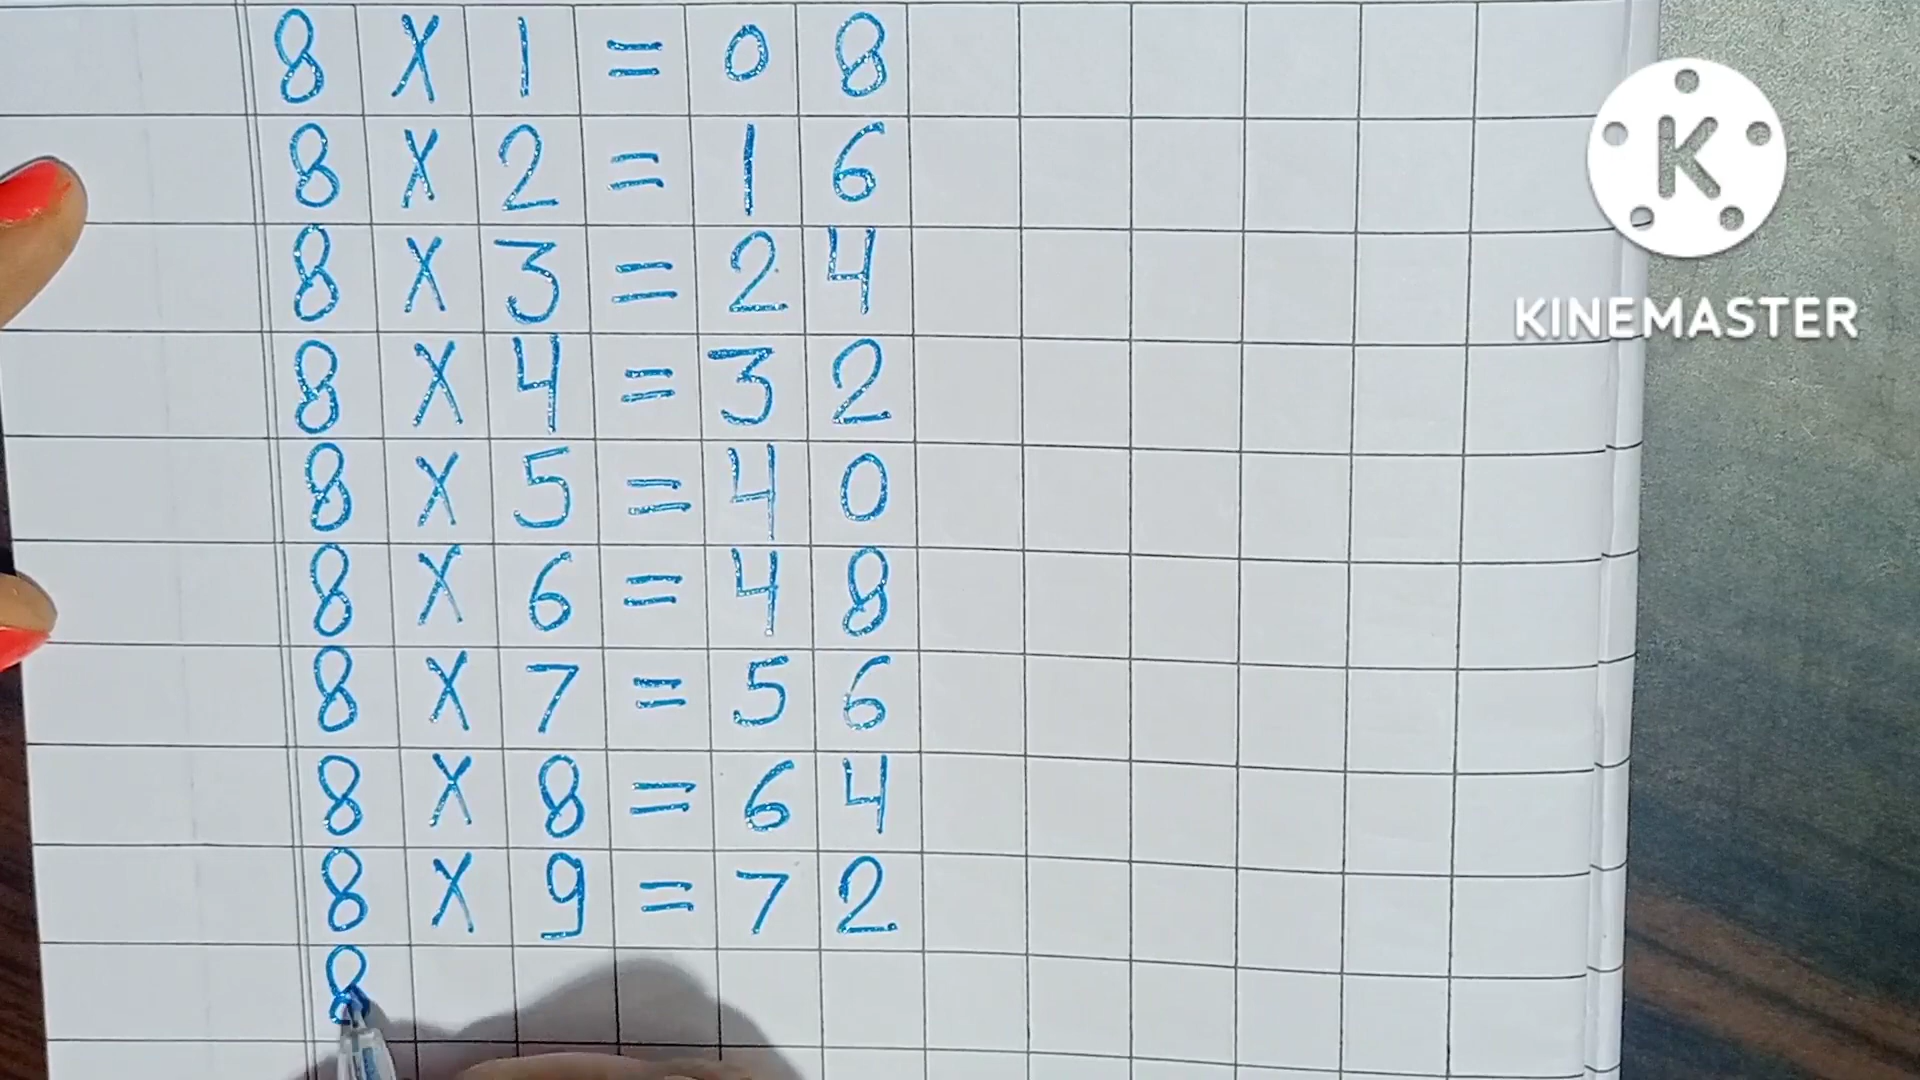 8 X 1 = 0 8
8 X 2 = 1 6
8 X 3 = 2 4
8 X 4 = 3 2
8 X 5 = 4 0
8 X 6 = 4 8
8 X 7 = 5 6
8 X 8 = 6 4
8 X 9 = 7 2
8
K
KINEMASTER